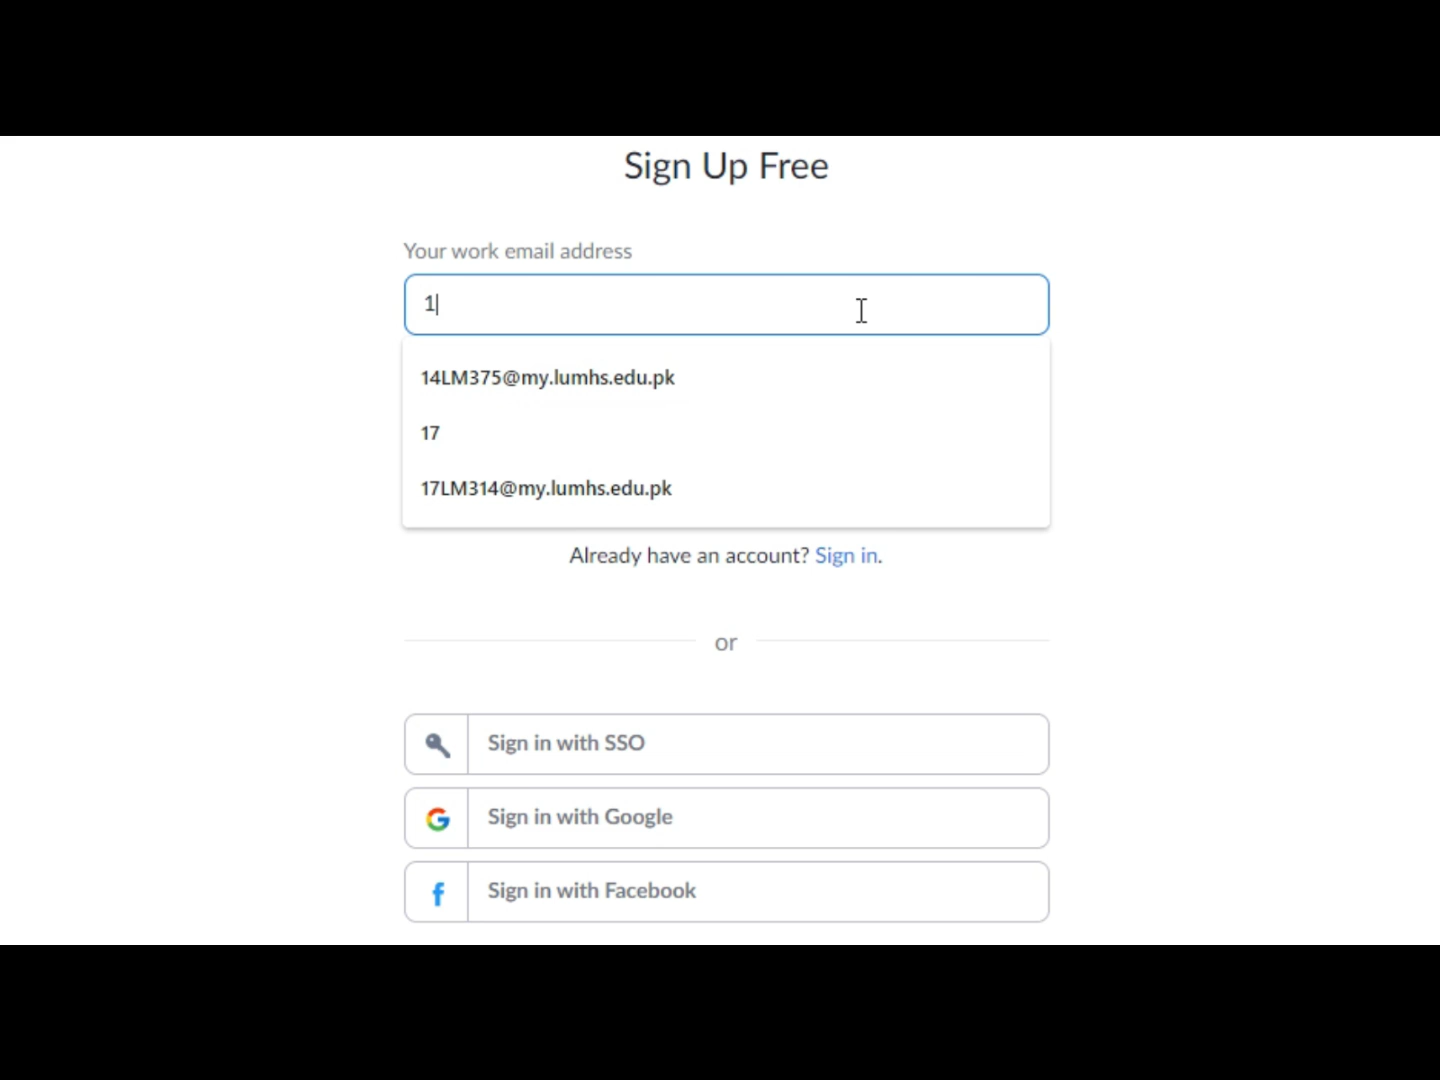 Sign Up Free
Your work email address
1
14LM375@my.lumhs.edu.pk
17
17LM314@my.lumhs.edu.pk
Already have an account? Sign in.
or
Sign in with SSO
Sign in with Google
Sign in with Facebook